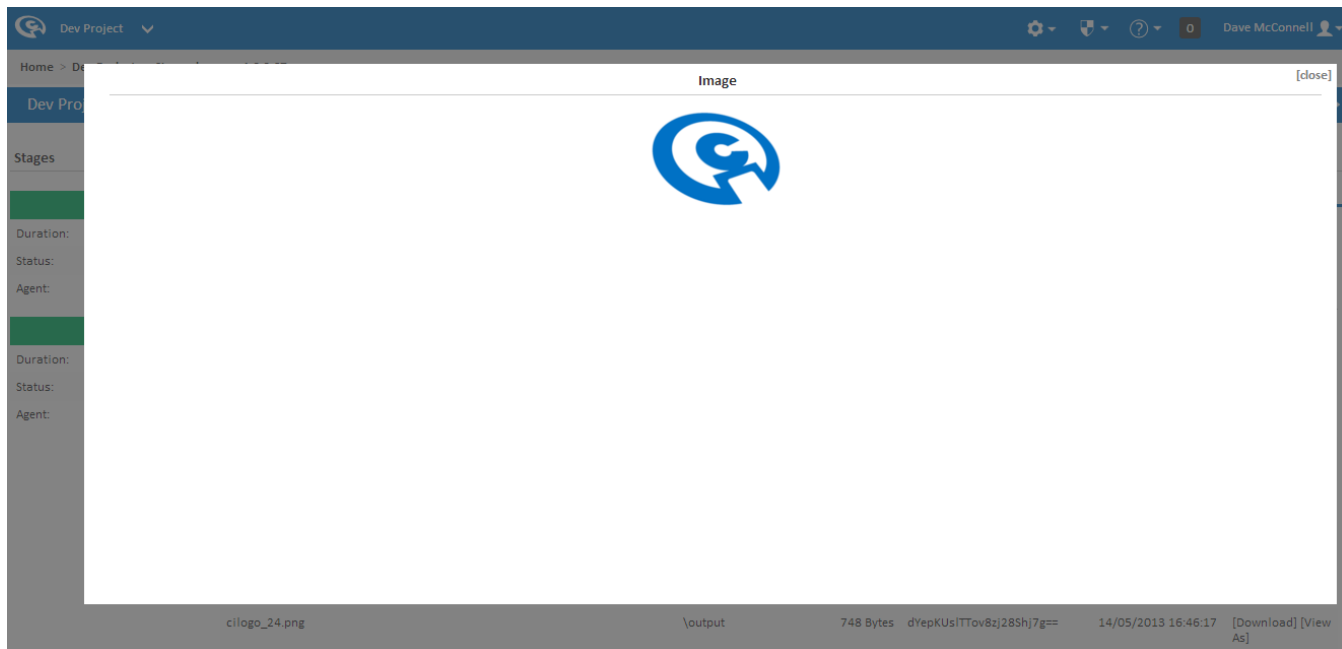 Dev Project
0
Dave McConnell
Home > De
Image
[close]
Dev Proj
Stages
Duration:
Status:
Agent:
Duration:
Status:
Agent:
cilogo_24.png \output 748 Bytes dYepKUslTTov8zj28Shj7g== 14/05/2013 16:46:17 [Download] [View
As]